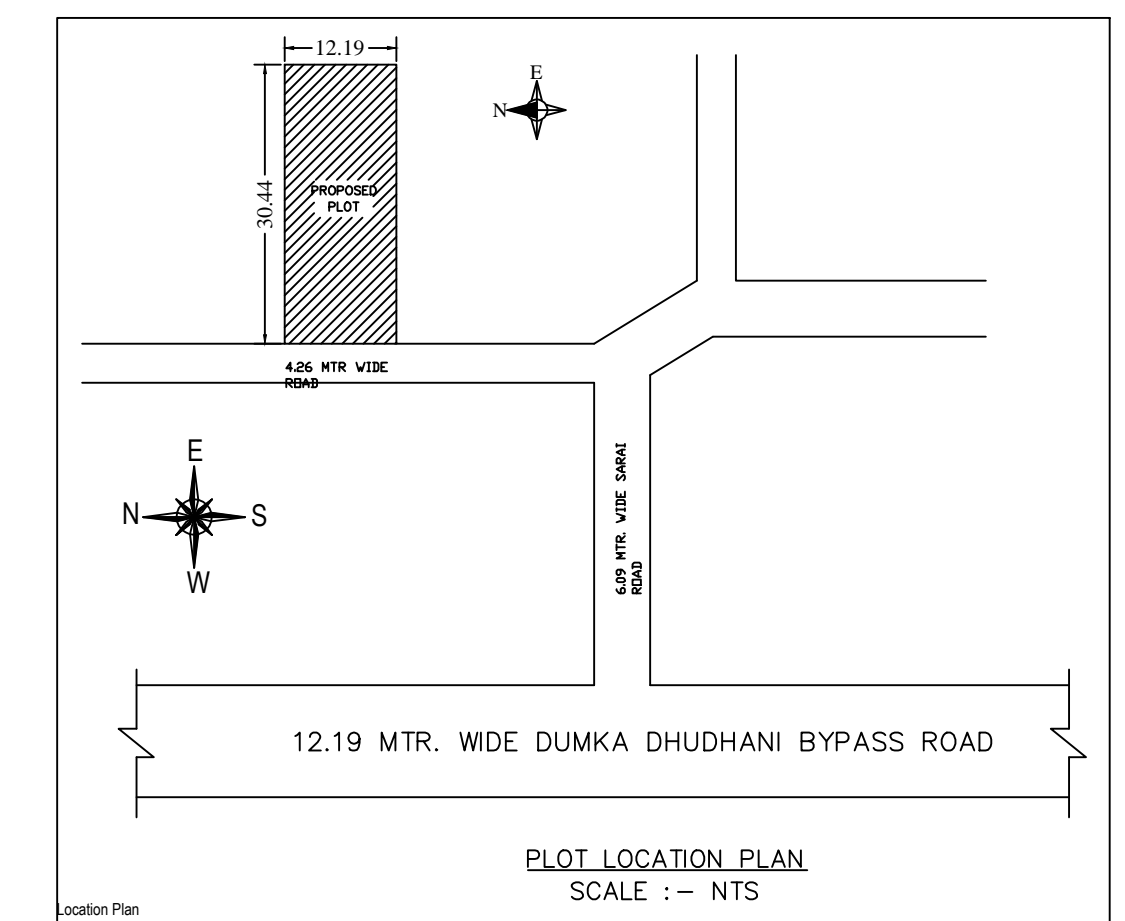 12.19
E
N
30.44
PROPOSED
PLOT
4.26 MTR WIDE
ROAD
E
N
S
W
6.09 MTR. WIDE SARAI
ROAD
12.19 MTR. WIDE DUMKA DHUDHANI BYPASS ROAD
PLOT LOCATION PLAN
SCALE :- NTS
Location Plan